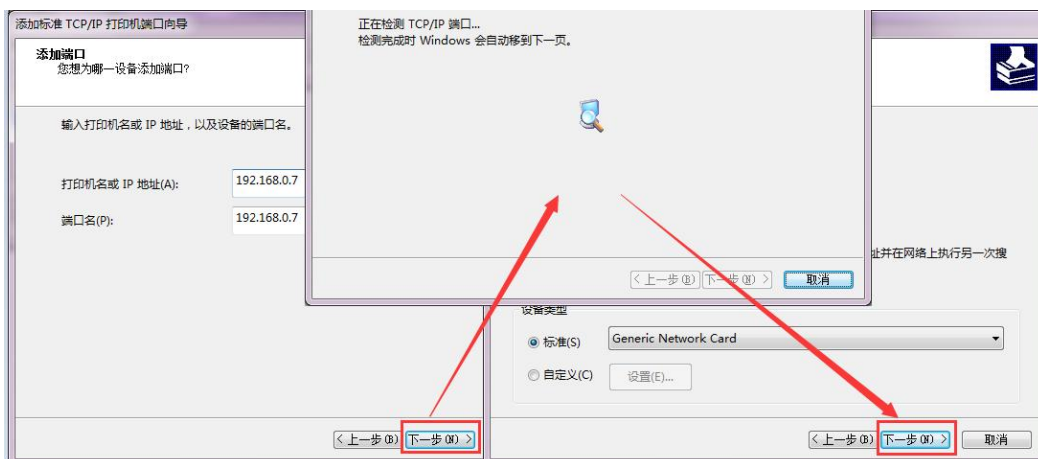 添加标准 TCP/IP 打印机端口向导
添加端口
您想为哪一设备添加端口?
输入打印机名或 IP 地址，以及设备的端口名。
打印机名或 IP 地址(A):
192.168.0.7
端口名(P):
192.168.0.7
<上一步(B)
下一步(N) >
正在检测 TCP/IP 端口...
检测完成时 Windows 会自动移到下一页。
<上一步(B)
下一步(N) >
取消
址并在网络上执行另一次搜
设备类型
标准(S)
Generic Network Card
自定义(C)
设置(E)...
<上一步(B)
下一步(N) >
取消